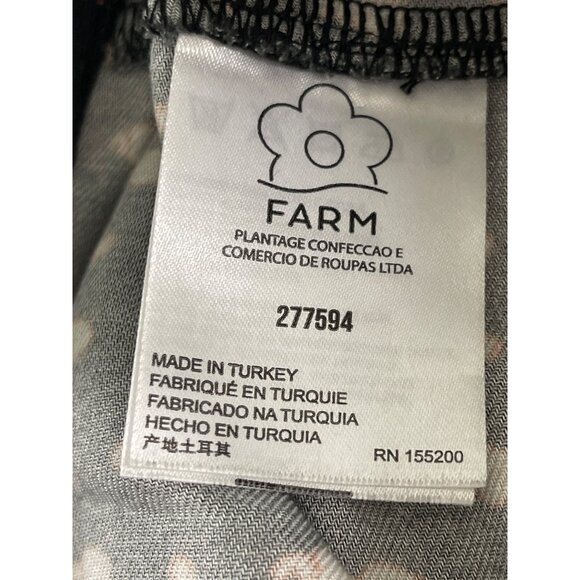 FARM
PLANTAGE CONFECCAO E
COMERCIO DE ROUPAS LTDA
277594
MADE IN TURKEY
FABRIQUÉ EN TURQUIE
FABRICADO NA TURQUIA
HECHO EN TURQUIA
产地土耳其
RN 155200